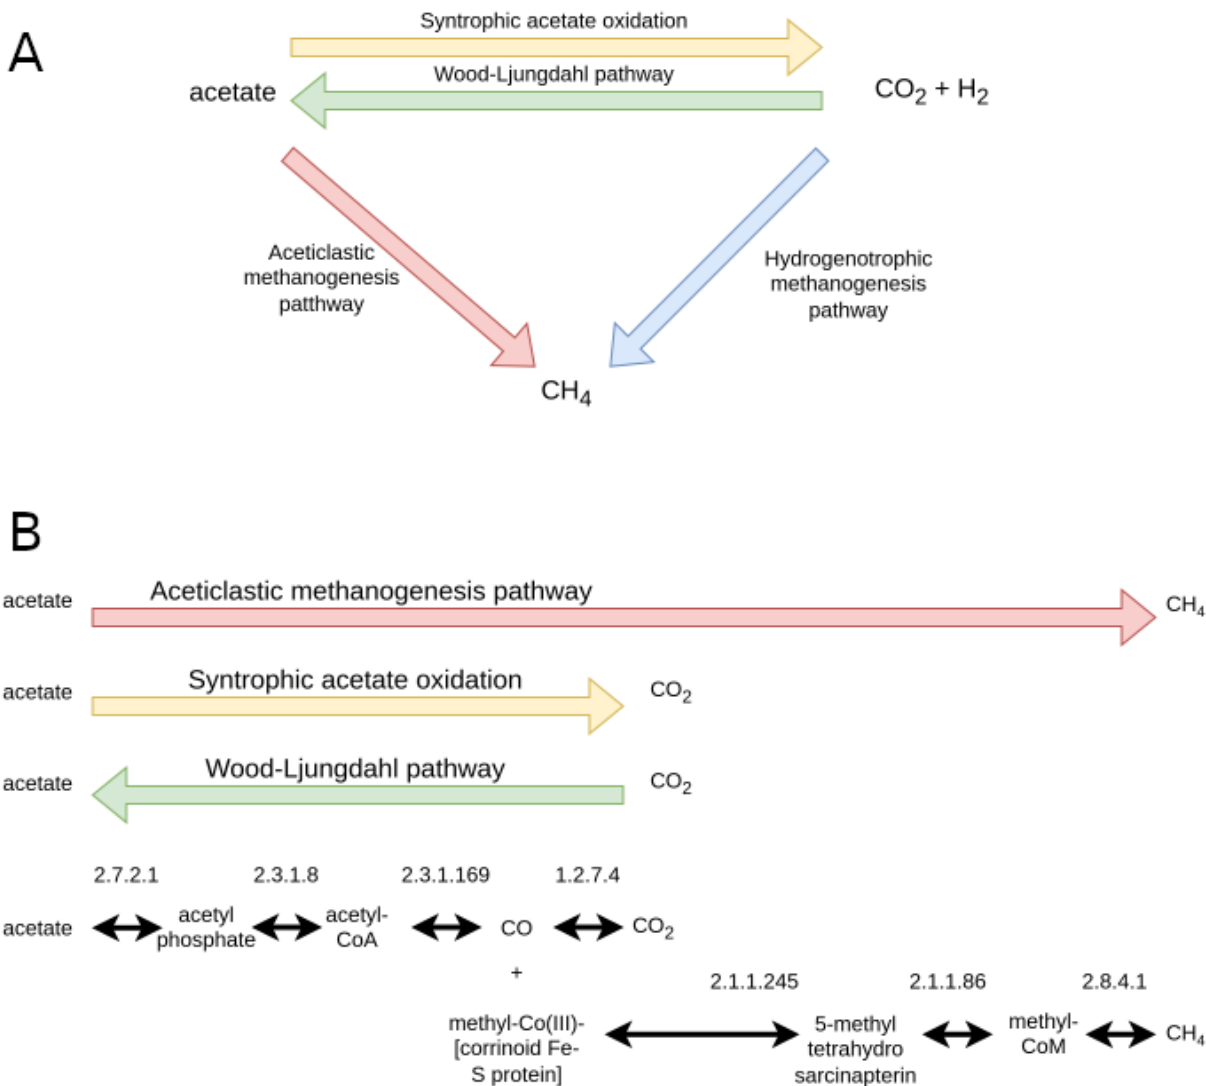 A
Syntrophic acetate oxidation
Wood-Ljungdahl pathway
acetate
CO2 + H2
Aceticlastic
methanogenesis
patthway
Hydrogenotrophic
methanogenesis
pathway
CH4
B
Aceticlastic methanogenesis pathway
acetate
CH4
Syntrophic acetate oxidation
acetate
CO2
Wood-Ljungdahl pathway
acetate
CO2
2.7.2.1 2.3.1.8 2.3.1.169 1.2.7.4
acetate
acetyl
phosphate
acetyl-
CoA
CO
CO2
+
2.1.1.245 2.1.1.86 2.8.4.1
methyl-Co(III)-
[corrinoid Fe-
S protein]
5-methyl
tetrahydro
sarcinapterin
methyl-
CoM
CH4